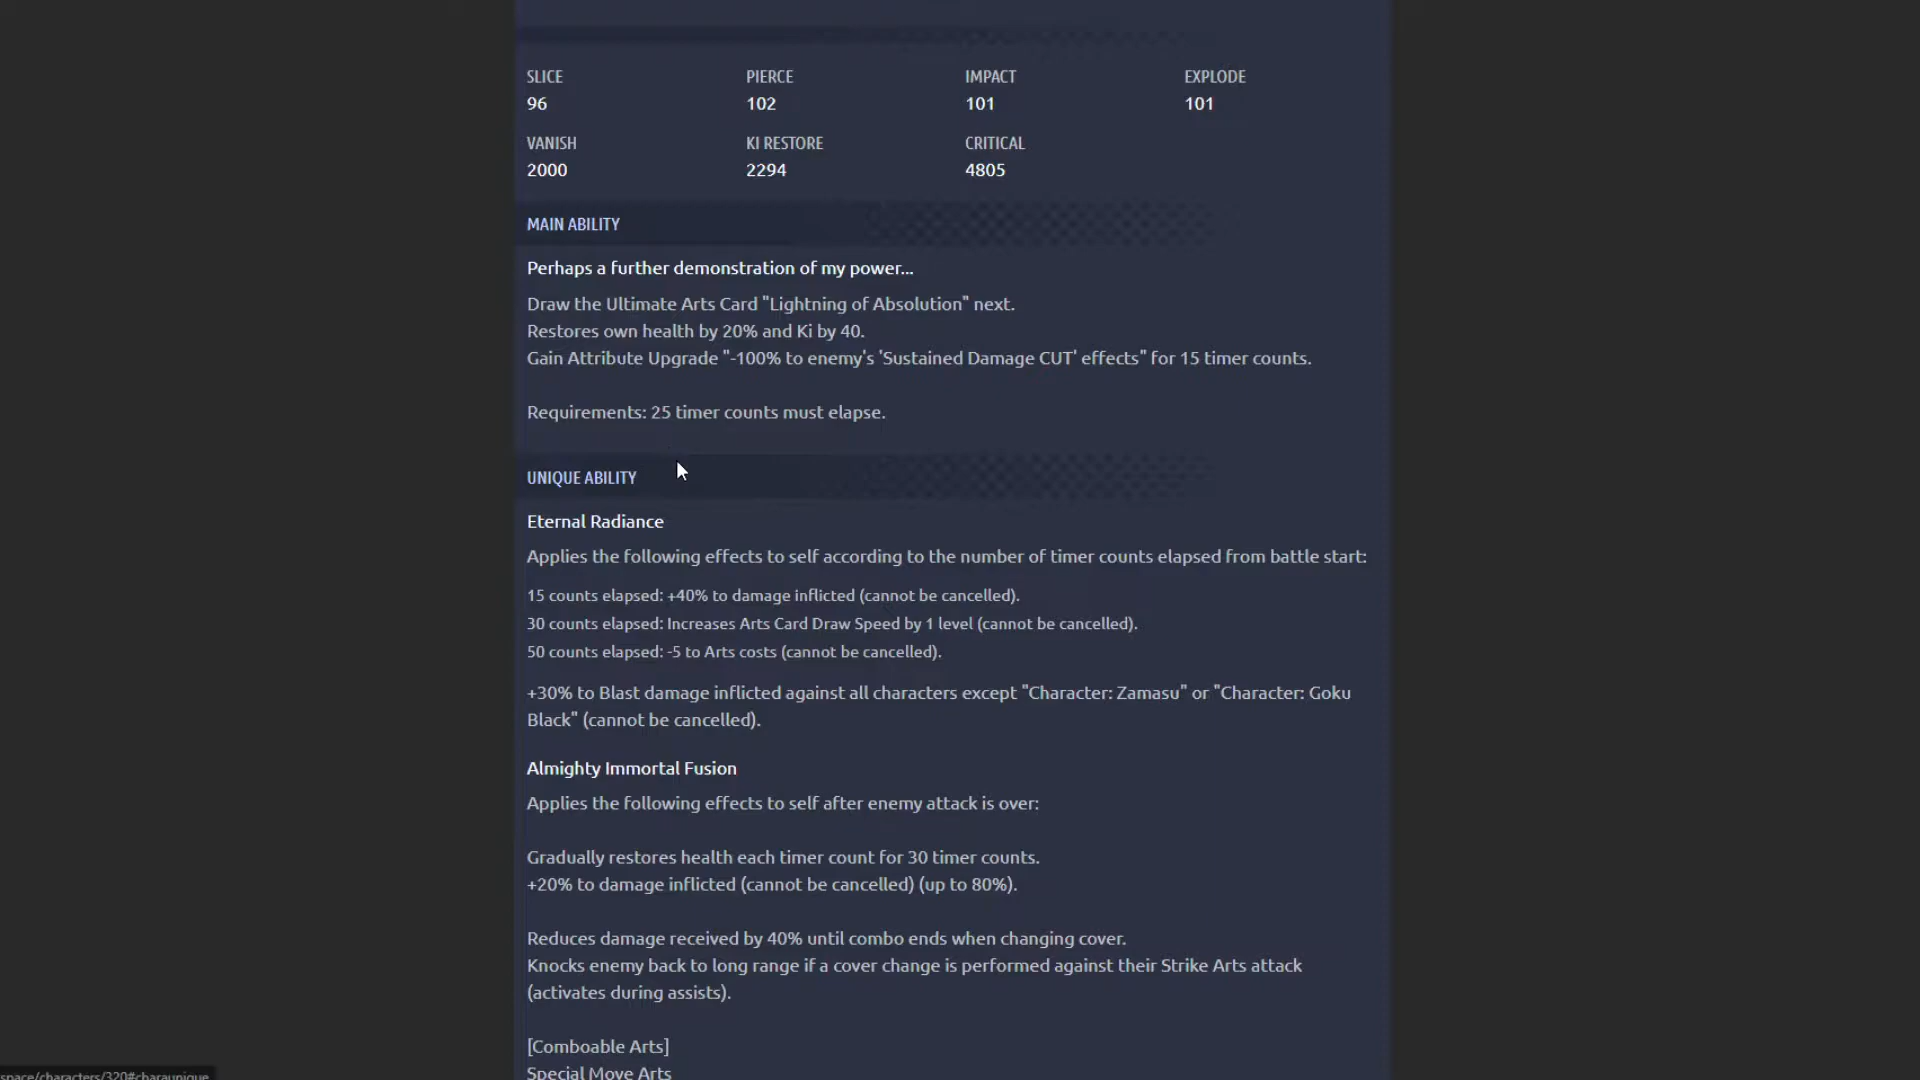 SLICE PIERCE IMPACT EXPLODE
96 102 101 101
VANISH KI RESTORE CRITICAL
2000 2294 4805
MAIN ABILITY
Perhaps a further demonstration of my power...
Draw the Ultimate Arts Card "Lightning of Absolution" next.
Restores own health by 20% and Ki by 40.
Gain Attribute Upgrade "-100% to enemy's 'Sustained Damage CUT' effects" for 15 timer counts.
Requirements: 25 timer counts must elapse.
UNIQUE ABILITY
Eternal Radiance
Applies the following effects to self according to the number of timer counts elapsed from battle start:
15 counts elapsed: +40% to damage inflicted (cannot be cancelled).
30 counts elapsed: Increases Arts Card Draw Speed by 1 level (cannot be cancelled).
50 counts elapsed: -5 to Arts costs (cannot be cancelled).
+30% to Blast damage inflicted against all characters except "Character: Zamasu" or "Character: Goku
Black" (cannot be cancelled).
Almighty Immortal Fusion
Applies the following effects to self after enemy attack is over:
Gradually restores health each timer count for 30 timer counts.
+20% to damage inflicted (cannot be cancelled) (up to 80%).
Reduces damage received by 40% until combo ends when changing cover.
Knocks enemy back to long range if a cover change is performed against their Strike Arts attack
(activates during assists).
[Comboable Arts]
Special Move Arts
space/characters/320#charaunique